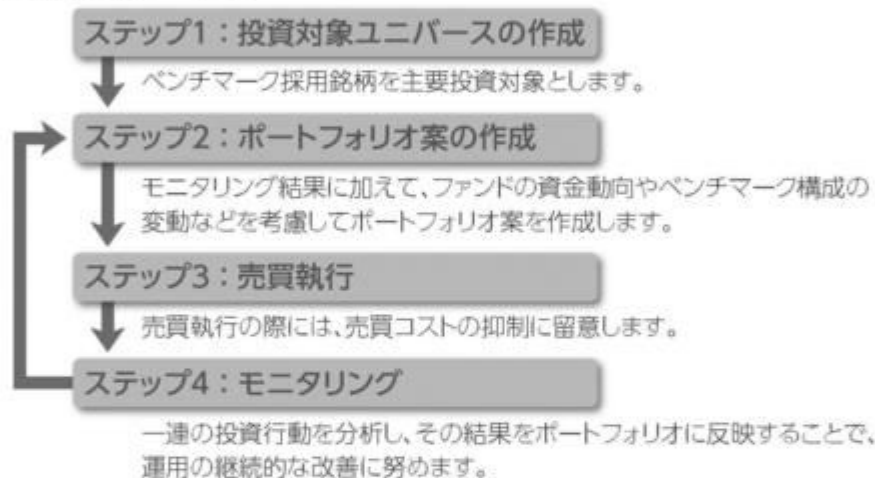 ステップ1：投資対象ユニバースの作成
ベンチマーク採用銘柄を主要投資対象とします。
ステップ2：ポートフォリオ案の作成
モニタリング結果に加えて、ファンドの資金動向やベンチマーク構成の
変動などを考慮してポートフォリオ案を作成します。
ステップ3：売買執行
売買執行の際には、売買コストの抑制に留意します。
ステップ4：モニタリング
一連の投資行動を分析し、その結果をポートフォリオに反映することで、
運用の継続的な改善に努めます。